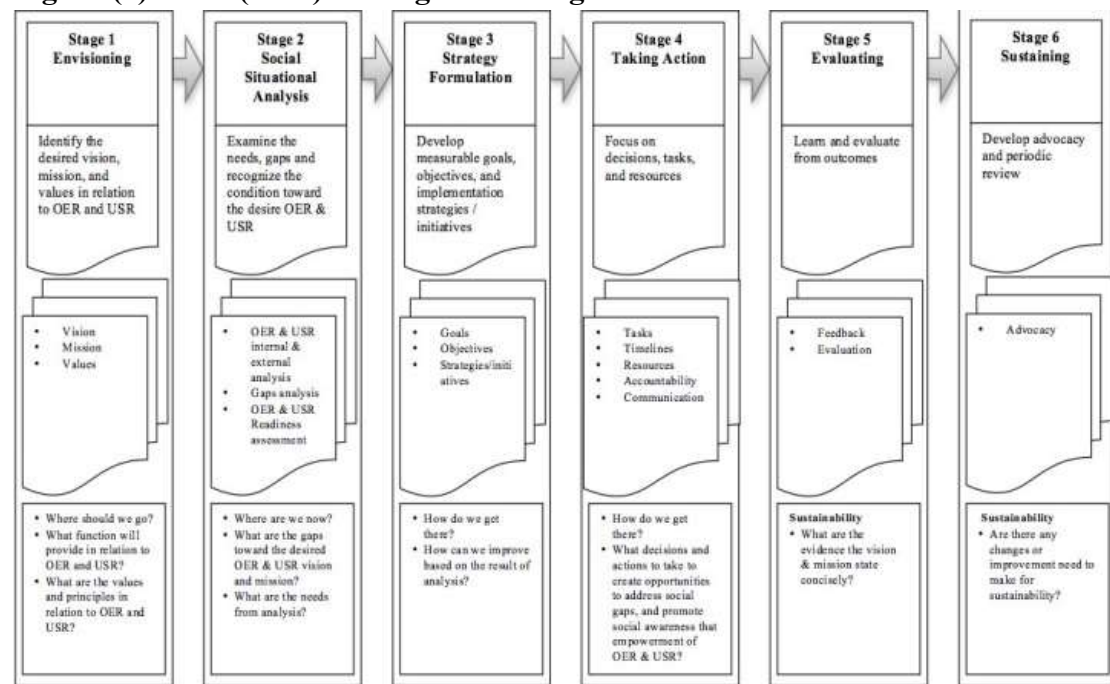 Stage 1
Envisioning
Identify the
desired vision,
mission, and
values in relation
to OER and USR
• Vision
• Mission
• Values
• Where should we go?
• What function will
provide in relation to
OER and USR?
• What are the values
and principles in
relation to OER and
USR?
Stage 2
Social
Situational
Analysis
Examine the
needs, gaps and
recognize the
condition toward
the desire OER &
USR
• OER & USR
internal &
external
analysis
• Gaps analysis
• OER & USR
Readiness
assessment
• Where are we now?
• What are the gaps
toward the desired
OER & USR vision
and mission?
• What are the needs
from analysis?
Stage 3
Strategy
Formulation
Develop
measurable goals,
objectives, and
implementation
strategies /
initiatives
• Goals
• Objectives
• Strategies/initi
atives
• How do we get
there?
• How can we improve
based on the result of
analysis?
Stage 4
Taking Action
Focus on
decisions, tasks,
and resources
• Tasks
• Timelines
• Resources
• Accountability
• Communication
• How do we get
there?
• What decisions and
actions to take to
create opportunities
to address social
gaps, and promote
social awareness that
empowerment of
OER & USR?
Stage 5
Evaluating
Learn and evaluate
from outcomes
• Feedback
• Evaluation
Sustainability
• What are the
evidence the vision
& mission state
concisely?
Stage 6
Sustaining
Develop advocacy
and periodic
review
• Advocacy
Sustainability
• Are there any
changes or
improvement need to
make for
sustainability?